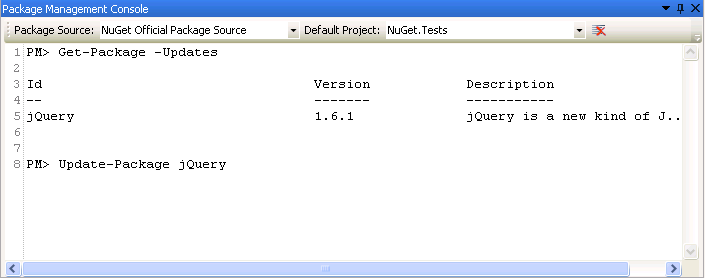 Package Management Console
Package Source: NuGet Official Package Source Default Project: NuGet.Tests
1 PM> Get-Package -Updates
2
3 Id Version Description
4 -- ------- -----------
5 jQuery 1.6.1 jQuery is a new kind of J..
6
7
8 PM> Update-Package jQuery